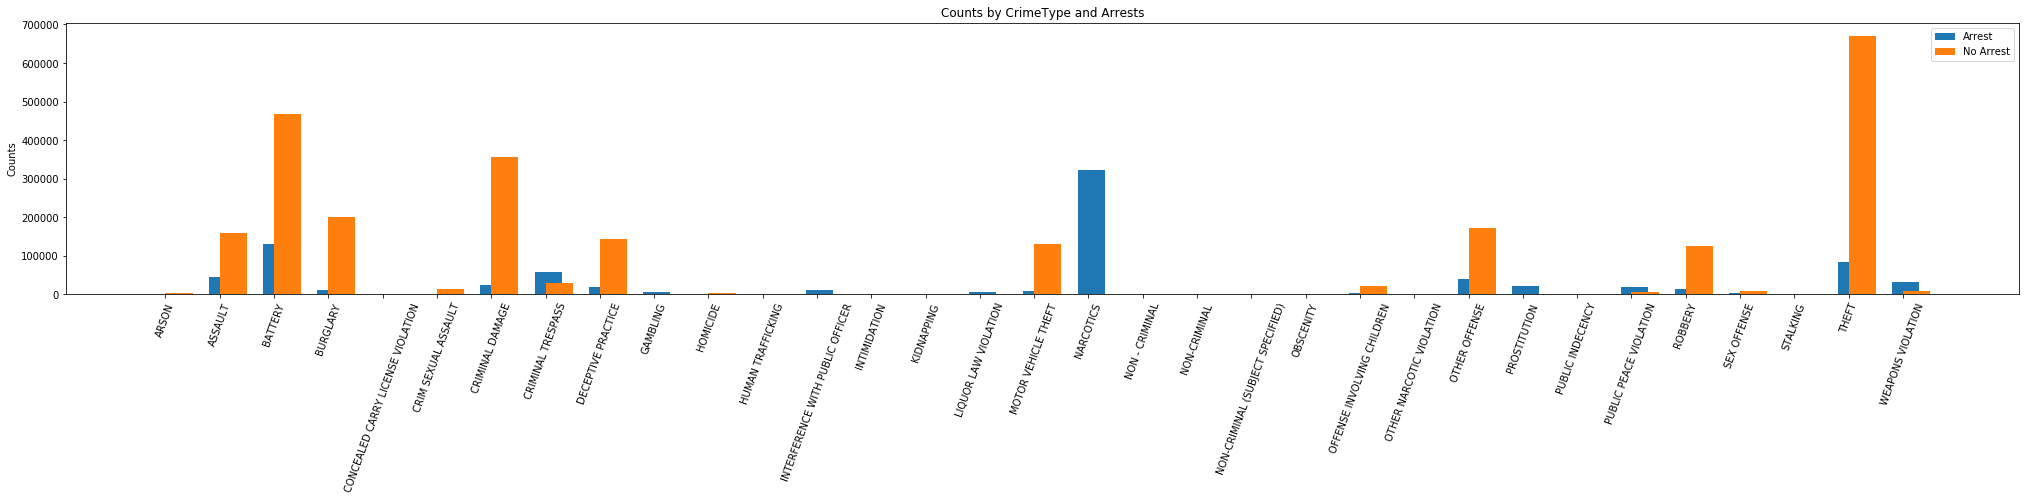 Counts by CrimeType and Arrests
700000
600000
500000
400000
300000
200000
100000
0
Counts
Arrest
No Arrest
ARSON
ASSAULT
BATTERY
BURGLARY
CONCEALED CARRY LICENSE VIOLATION
CRIM SEXUAL ASSAULT
CRIMINAL DAMAGE
CRIMINAL TRESPASS
DECEPTIVE PRACTICE
GAMBLING
HOMICIDE
HUMAN TRAFFICKING
INTERFERENCE WITH PUBLIC OFFICER
INTIMIDATION
KIDNAPPING
LIQUOR LAW VIOLATION
MOTOR VEHICLE THEFT
NARCOTICS
NON - CRIMINAL
NON-CRIMINAL
NON-CRIMINAL (SUBJECT SPECIFIED)
OBSCENITY
OFFENSE INVOLVING CHILDREN
OTHER NARCOTIC VIOLATION
OTHER OFFENSE
PROSTITUTION
PUBLIC INDECENCY
PUBLIC PEACE VIOLATION
ROBBERY
SEX OFFENSE
STALKING
THEFT
WEAPONS VIOLATION